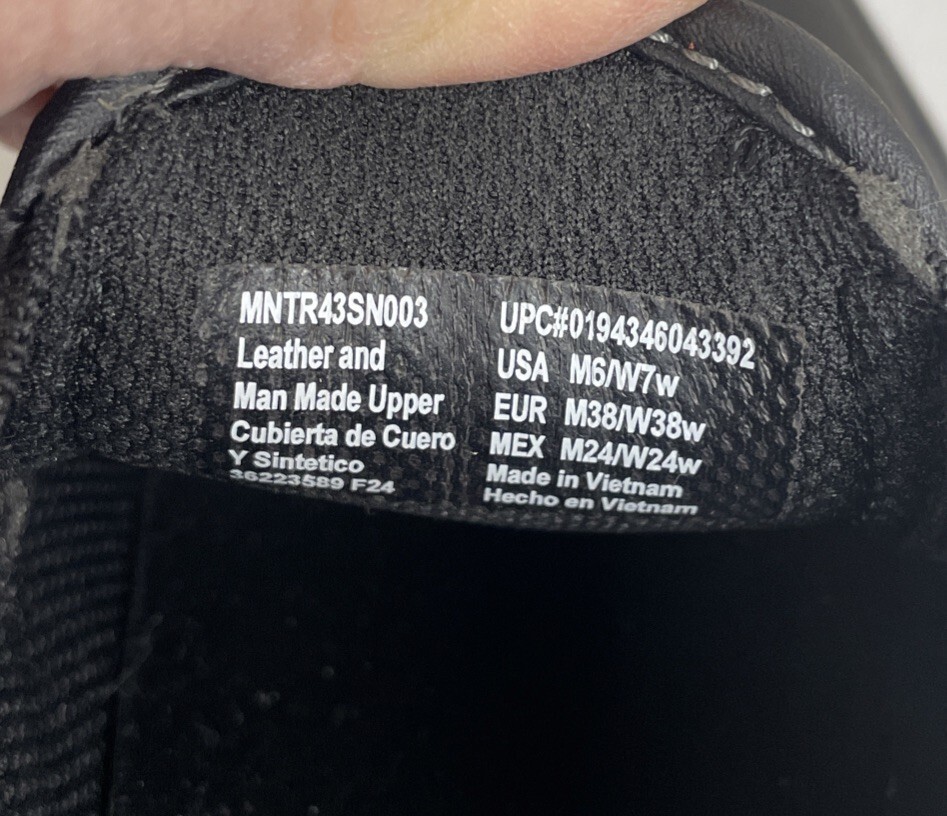 MNTR43SN003
Leather and
Man Made Upper
Cubierta de Cuero
Y Sintetico
36223589 F24
UPC#0194346043392
USA M6/W7w
EUR M38/W38w
MEX M24/W24w
Made in Vietnam
Hecho en Vietnam